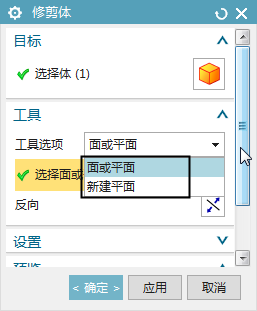 修剪体
目标
选择体 (1)
工具
工具选项 面或平面
选择面或
面或平面
新建平面
反向
设置
预览
< 确定 > 应用 取消